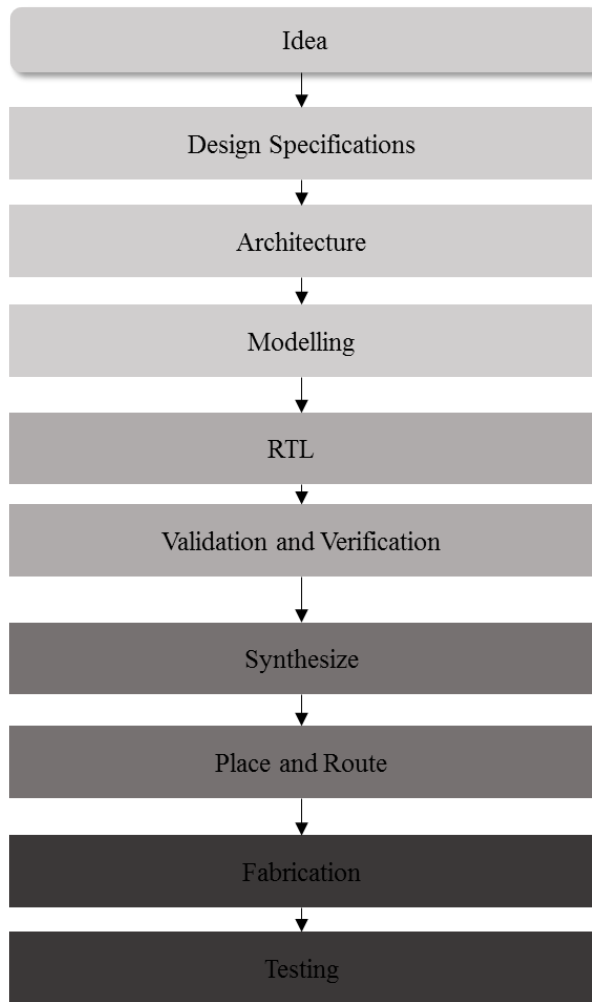 Idea
Design Specifications
Architecture
Modelling
RTL
Validation and Verification
Synthesize
Place and Route
Fabrication
Testing